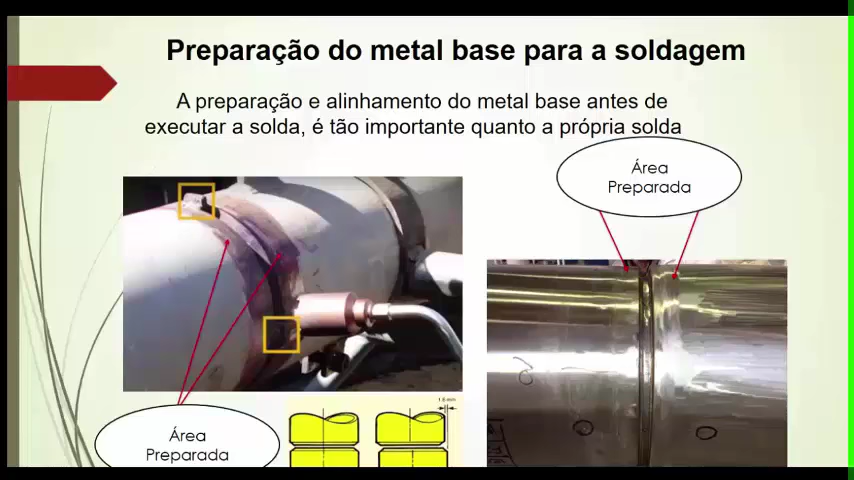 Preparação do metal base para a soldagem
A preparação e alinhamento do metal base antes de
executar a solda, é tão importante quanto a própria solda
Área
Preparada
1,6 mm
Área
Preparada